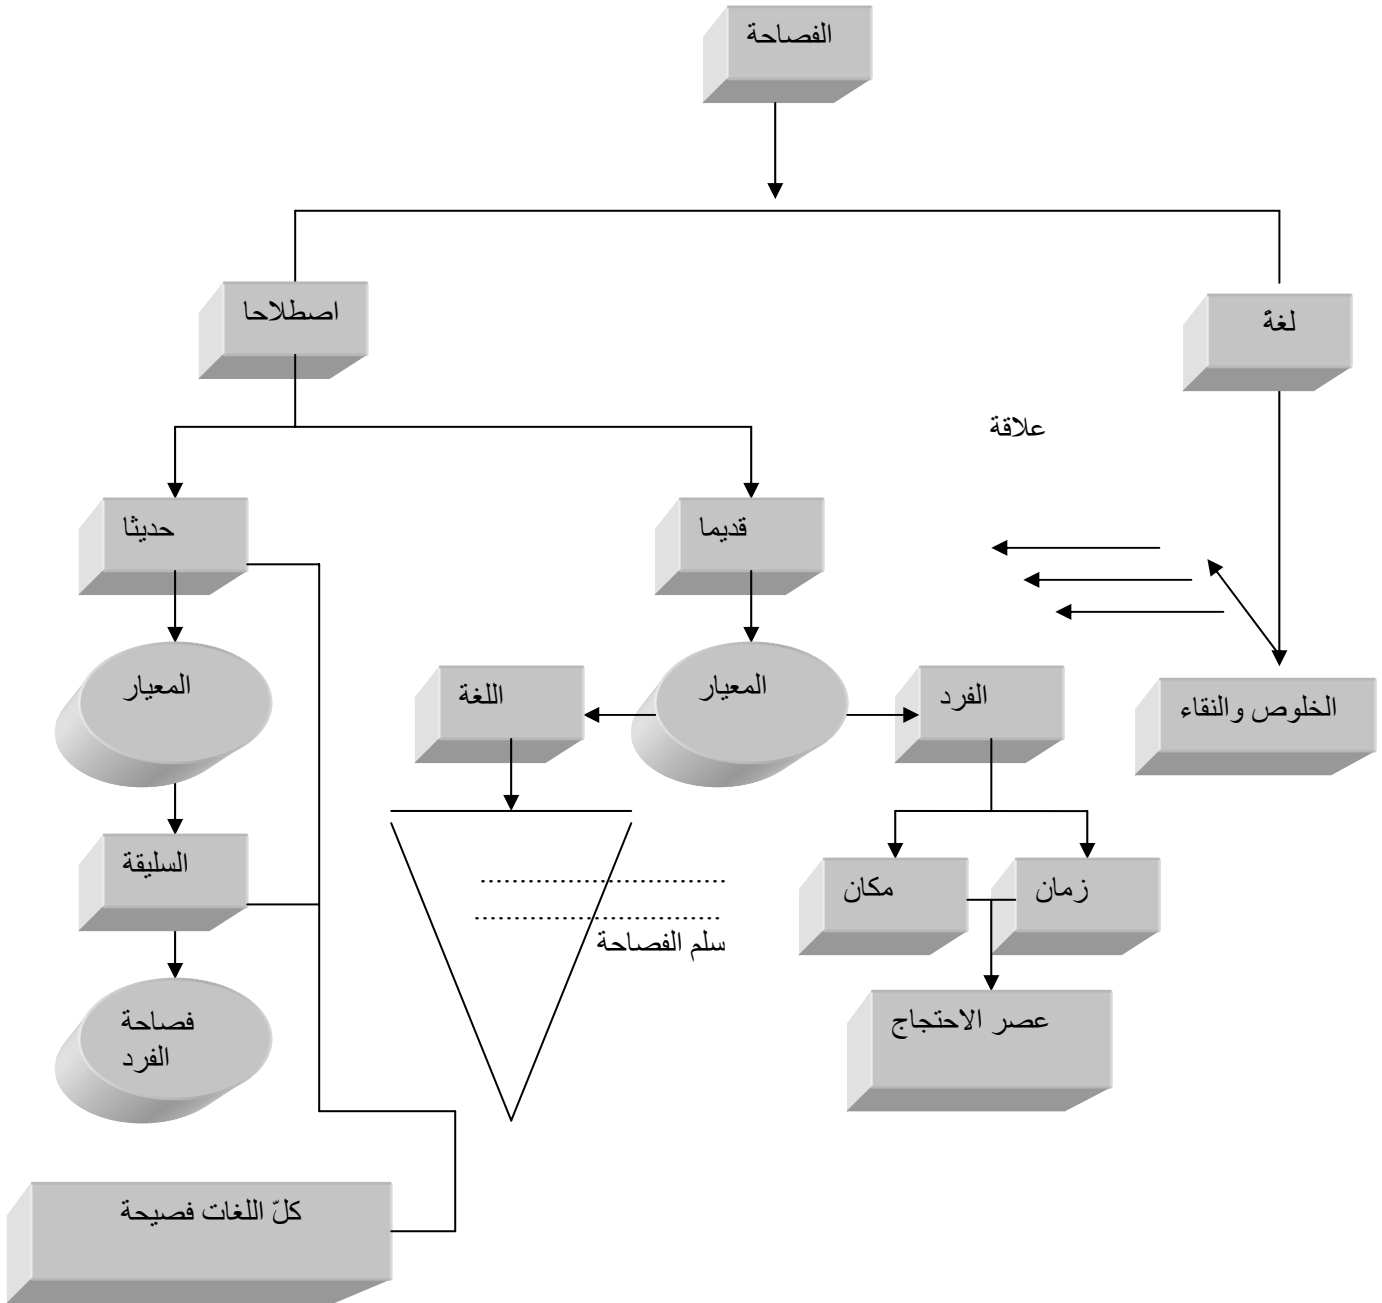 الفصاحة
لغةً
اصطلاحا
علاقة
قديما
حديثا
الخلوص والنقاء
الفرد
المعيار
اللغة
المعيار
زمان
مكان
السليقة
سلم الفصاحة
عصر الاحتجاج
فصاحة
الفرد
كلّ اللغات فصيحة